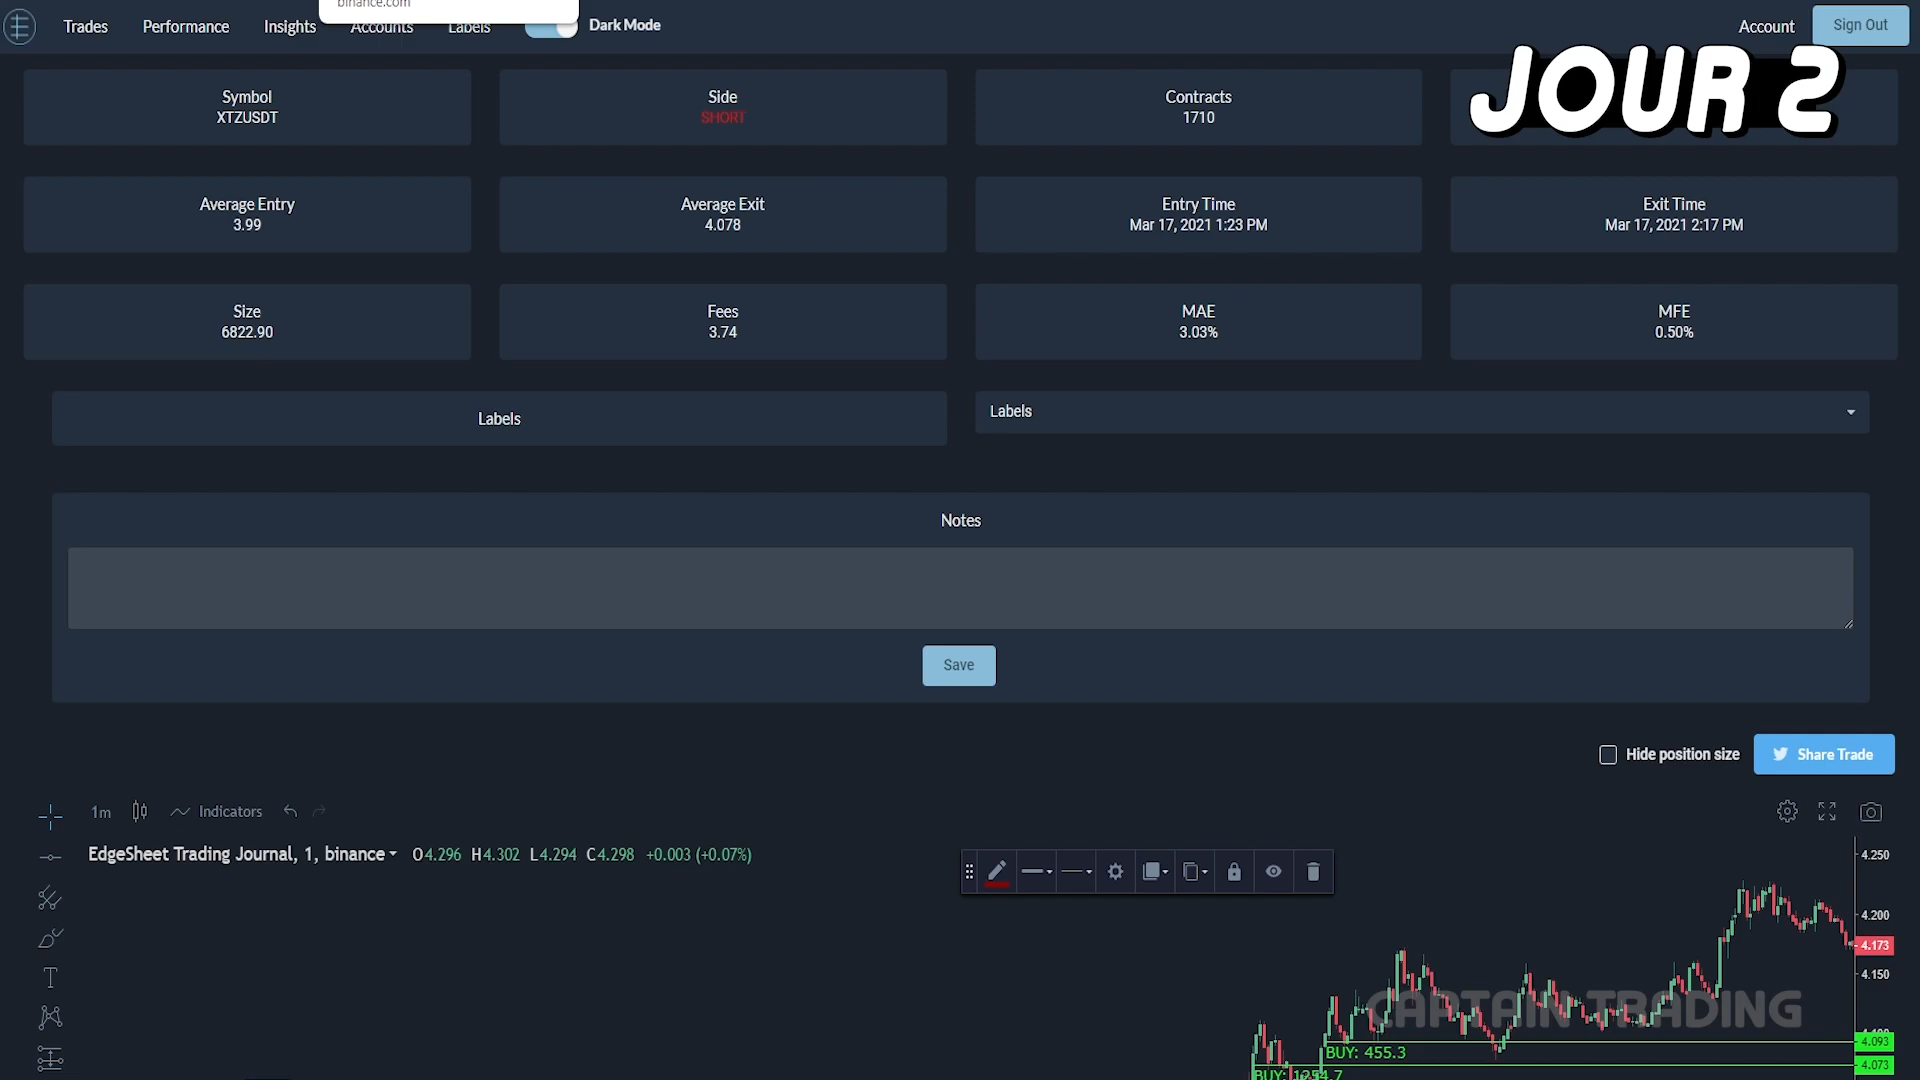 binance.com
Trades Performance Insights Accounts Labels Dark Mode Account Sign Out
JOUR 2
Symbol
XTZUSDT
Side
SHORT
Contracts
1710
Average Entry
3.99
Average Exit
4.078
Entry Time
Mar 17, 2021 1:23 PM
Exit Time
Mar 17, 2021 2:17 PM
Size
6822.90
Fees
3.74
MAE
3.03%
MFE
0.50%
Labels
Labels
Notes
Save
Hide position size Share Trade
1m Indicators
EdgeSheet Trading Journal, 1, binance O4.296 H4.302 L4.294 C4.298 +0.003 (+0.07%)
4.250
4.200
4.173
4.150
CAPTAIN TRADING
4.093
BUY: 455.3
4.073
BUY: 1254.7